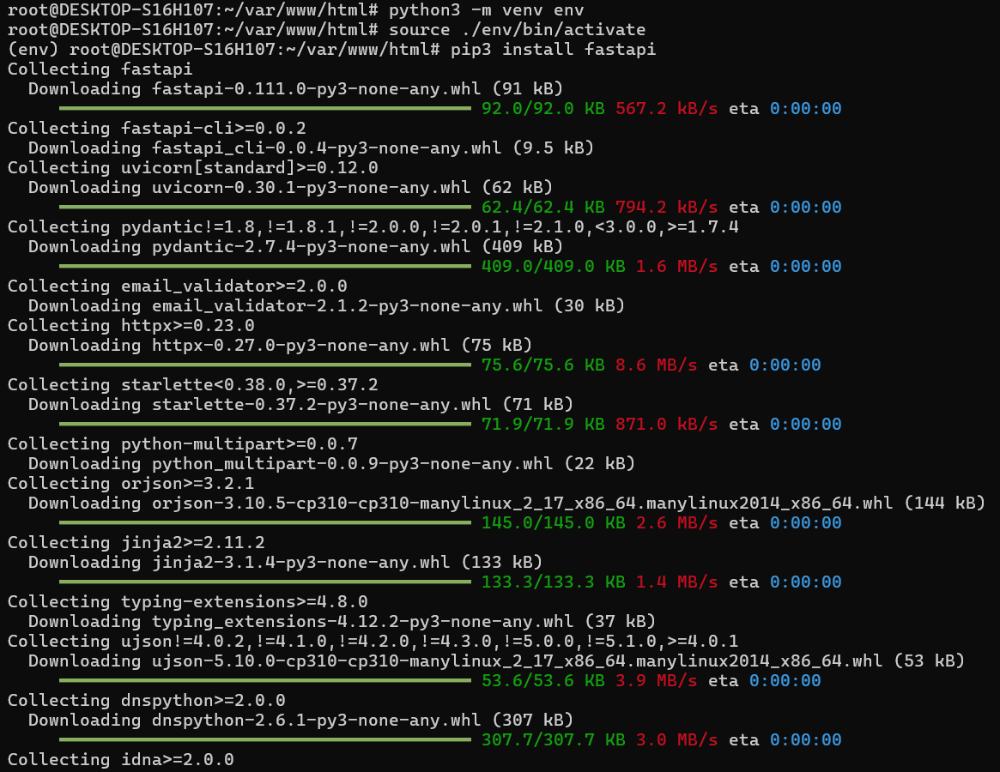 root@DESKTOP-S16H107:~/var/www/html# python3 -m venv env
root@DESKTOP-S16H107:~/var/www/html# source ./env/bin/activate
(env) root@DESKTOP-S16H107:~/var/www/html# pip3 install fastapi
Collecting fastapi
  Downloading fastapi-0.111.0-py3-none-any.whl (91 kB)
92.0/92.0 KB 567.2 kB/s eta 0:00:00
Collecting fastapi-cli>=0.0.2
  Downloading fastapi_cli-0.0.4-py3-none-any.whl (9.5 kB)
Collecting uvicorn[standard]>=0.12.0
  Downloading uvicorn-0.30.1-py3-none-any.whl (62 kB)
62.4/62.4 KB 794.2 kB/s eta 0:00:00
Collecting pydantic!=1.8,!=1.8.1,!=2.0.0,!=2.0.1,!=2.1.0,<3.0.0,>=1.7.4
  Downloading pydantic-2.7.4-py3-none-any.whl (409 kB)
409.0/409.0 KB 1.6 MB/s eta 0:00:00
Collecting email_validator>=2.0.0
  Downloading email_validator-2.1.2-py3-none-any.whl (30 kB)
Collecting httpx>=0.23.0
  Downloading httpx-0.27.0-py3-none-any.whl (75 kB)
75.6/75.6 KB 8.6 MB/s eta 0:00:00
Collecting starlette<0.38.0,>=0.37.2
  Downloading starlette-0.37.2-py3-none-any.whl (71 kB)
71.9/71.9 KB 871.0 kB/s eta 0:00:00
Collecting python-multipart>=0.0.7
  Downloading python_multipart-0.0.9-py3-none-any.whl (22 kB)
Collecting orjson>=3.2.1
  Downloading orjson-3.10.5-cp310-cp310-manylinux_2_17_x86_64.manylinux2014_x86_64.whl (144 kB)
145.0/145.0 KB 2.6 MB/s eta 0:00:00
Collecting jinja2>=2.11.2
  Downloading jinja2-3.1.4-py3-none-any.whl (133 kB)
133.3/133.3 KB 1.4 MB/s eta 0:00:00
Collecting typing-extensions>=4.8.0
  Downloading typing_extensions-4.12.2-py3-none-any.whl (37 kB)
Collecting ujson!=4.0.2,!=4.1.0,!=4.2.0,!=4.3.0,!=5.0.0,!=5.1.0,>=4.0.1
  Downloading ujson-5.10.0-cp310-cp310-manylinux_2_17_x86_64.manylinux2014_x86_64.whl (53 kB)
53.6/53.6 KB 3.9 MB/s eta 0:00:00
Collecting dnspython>=2.0.0
  Downloading dnspython-2.6.1-py3-none-any.whl (307 kB)
307.7/307.7 KB 3.0 MB/s eta 0:00:00
Collecting idna>=2.0.0